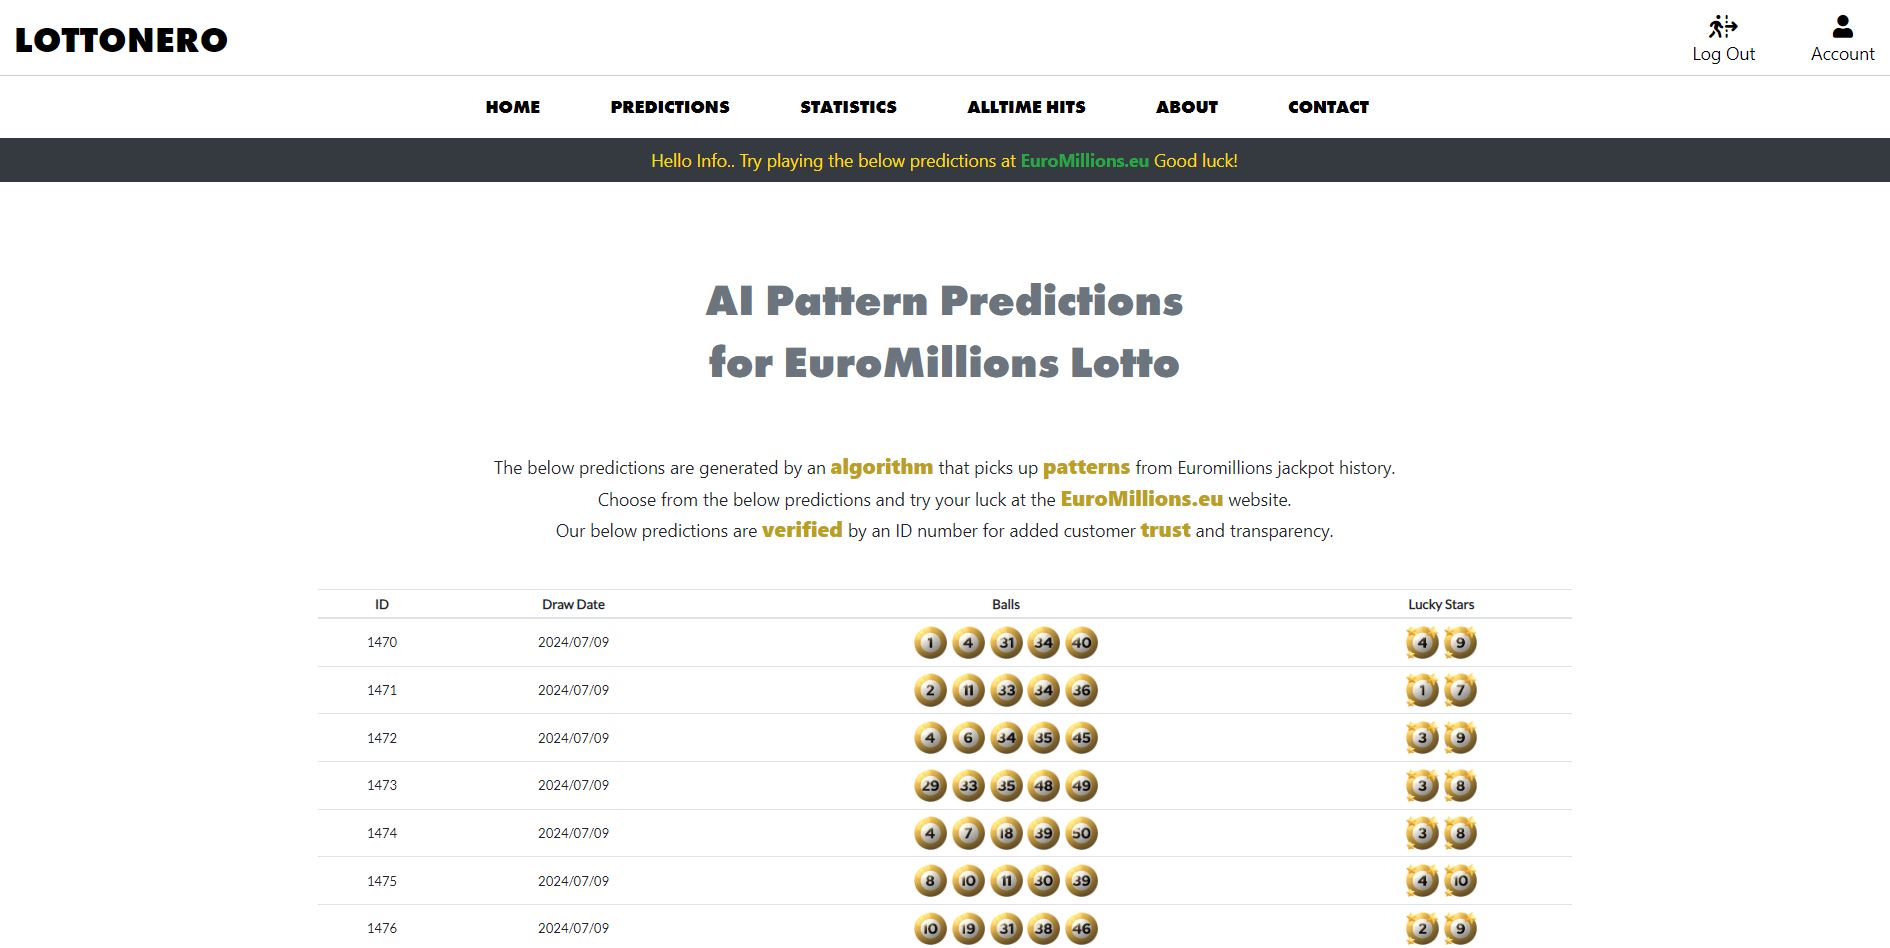 LOTTONERO
Log Out
Account
HOME PREDICTIONS STATISTICS ALLTIME HITS ABOUT CONTACT
Hello Info.. Try playing the below predictions at EuroMillions.eu Good luck!
AI Pattern Predictions
for EuroMillions Lotto
The below predictions are generated by an algorithm that picks up patterns from Euromillions jackpot history.
Choose from the below predictions and try your luck at the EuroMillions.eu website.
Our below predictions are verified by an ID number for added customer trust and transparency.
ID Draw Date Balls Lucky Stars
1470 2024/07/09 1 4 31 34 40 4 9
1471 2024/07/09 2 11 33 34 36 1 7
1472 2024/07/09 4 6 34 35 45 3 9
1473 2024/07/09 29 33 35 48 49 3 8
1474 2024/07/09 4 7 18 39 50 3 8
1475 2024/07/09 8 10 11 30 39 4 10
1476 2024/07/09 10 19 31 38 46 2 9